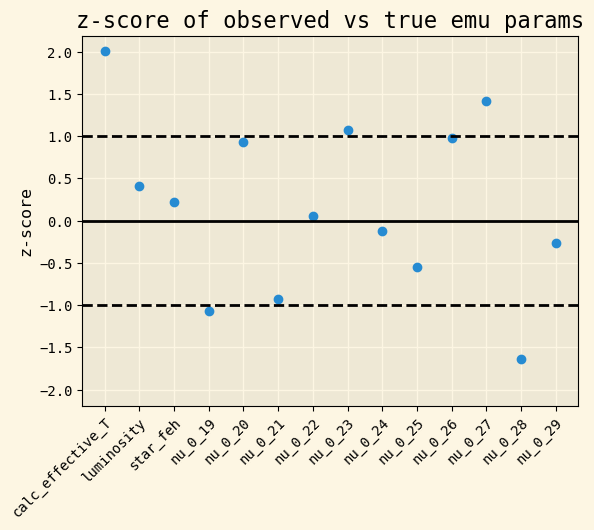 z-score of observed vs true emu params
z-score
2.0
1.5
1.0
0.5
0.0
−0.5
−1.0
−1.5
−2.0
calc_effective_T
luminosity
star_feh
nu_0_19
nu_0_20
nu_0_21
nu_0_22
nu_0_23
nu_0_24
nu_0_25
nu_0_26
nu_0_27
nu_0_28
nu_0_29